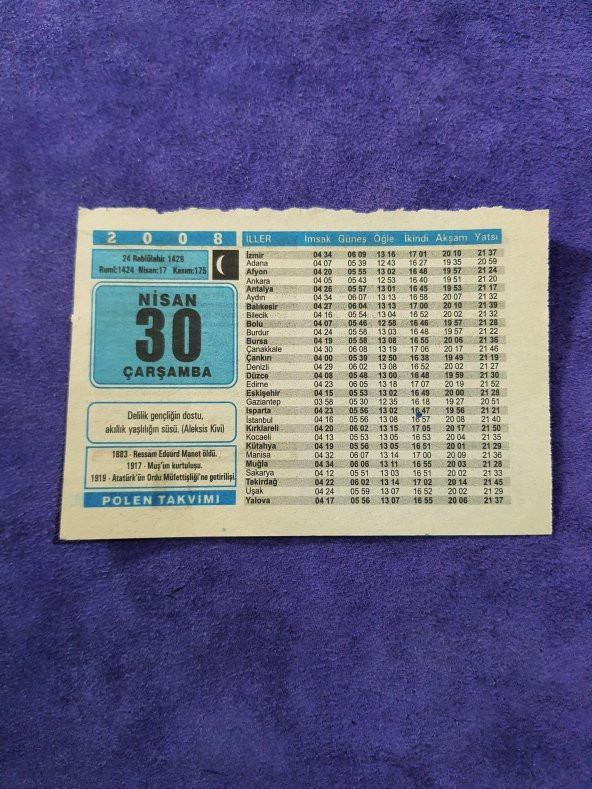 2 0 0 8
24 Rabiülahir 1429
Rumi:1424 Nisan:17 Kasım:175
NİSAN
30
ÇARŞAMBA
Delilik gençliğin dostu,
akıllık yaşlılığın süsü. (Aleksis Kivi)
1883 - Ressam Edourd Manet öldü.
1917 - Muş'un kurtuluşu.
1919 - Atatürk'ün Ordu Müfettişliği'ne getirilişi.
POLEN TAKVİMİ
İLLER İmsak Güneş Öğle İkindi Akşam Yatsı
İzmir 04 34 06 09 13 16 17 01 20 10 21 37
Adana 04 07 05 39 12 43 16 27 19 35 20 59
Afyon 04 20 05 55 13 02 16 48 19 57 21 24
Ankara 04 05 05 43 12 53 16 40 19 51 21 20
Antalya 04 26 05 57 13 01 16 45 19 53 21 17
Aydın 04 34 06 07 13 13 16 58 20 07 21 32
Balıkesir 04 27 06 04 13 13 17 00 20 10 21 39
Bilecik 04 16 05 54 13 04 16 52 20 02 21 32
Bolu 04 07 05 46 12 58 16 46 19 57 21 28
Burdur 04 24 05 58 13 03 16 48 19 57 21 22
Bursa 04 19 05 58 13 08 16 55 20 06 21 36
Çanakkale 04 30 06 08 13 19 17 06 20 17 21 46
Çankırı 04 00 05 39 12 50 16 38 19 49 21 19
Denizli 04 29 06 02 13 08 16 52 20 02 21 27
Düzce 04 08 05 48 13 00 16 48 19 59 21 30
Edirne 04 23 06 05 13 18 17 07 20 19 21 52
Eskişehir 04 15 05 53 13 02 16 49 20 00 21 28
Gaziantep 03 58 05 30 12 35 16 18 19 27 20 51
Isparta 04 23 05 56 13 02 16 47 19 56 21 21
İstanbul 04 16 05 56 13 08 16 57 20 08 21 40
Kırklareli 04 20 06 02 13 15 17 05 20 17 21 50
Kocaeli 04 13 05 53 13 05 16 53 20 04 21 35
Kütahya 04 19 05 56 13 05 16 51 20 01 21 29
Manisa 04 32 06 07 13 14 17 00 20 09 21 36
Muğla 04 34 06 06 13 11 16 55 20 03 21 28
Sakarya 04 12 05 51 13 03 16 51 20 02 21 33
Tekirdağ 04 22 06 02 13 14 17 02 20 14 21 45
Uşak 04 24 05 59 13 07 16 52 20 02 21 29
Yalova 04 17 05 56 13 07 16 55 20 06 21 37